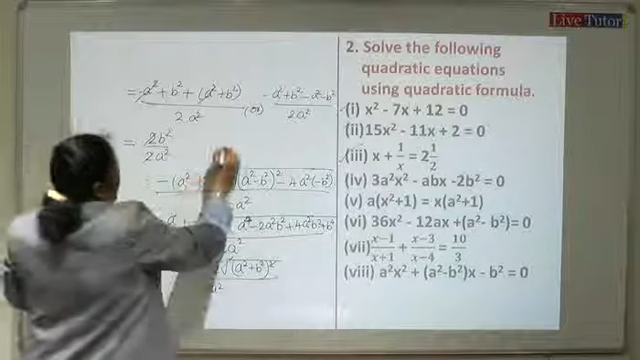 Live Tutor
= -a² + b² + (a² + b²)
2a²
(or)
-a² + b² - a² - b²
2a²
= 2b²
2a²
-(a²
(a² - b²)² - 4a²(-b²)
a²
- 2a²b² + 4a²b² + b⁴
a²
√(a² + b²)²
2. Solve the following
quadratic equations
using quadratic formula.
(i) x² - 7x + 12 = 0
(ii)15x² - 11x + 2 = 0
(iii) x + 1/x = 2 1/2
(iv) 3a²x² - abx -2b² = 0
(v) a(x²+1) = x(a²+1)
(vi) 36x² - 12ax +(a²- b²)= 0
(vii) x−1/x+1 + x−3/x−4 = 10/3
(viii) a²x² + (a²-b²)x - b² = 0